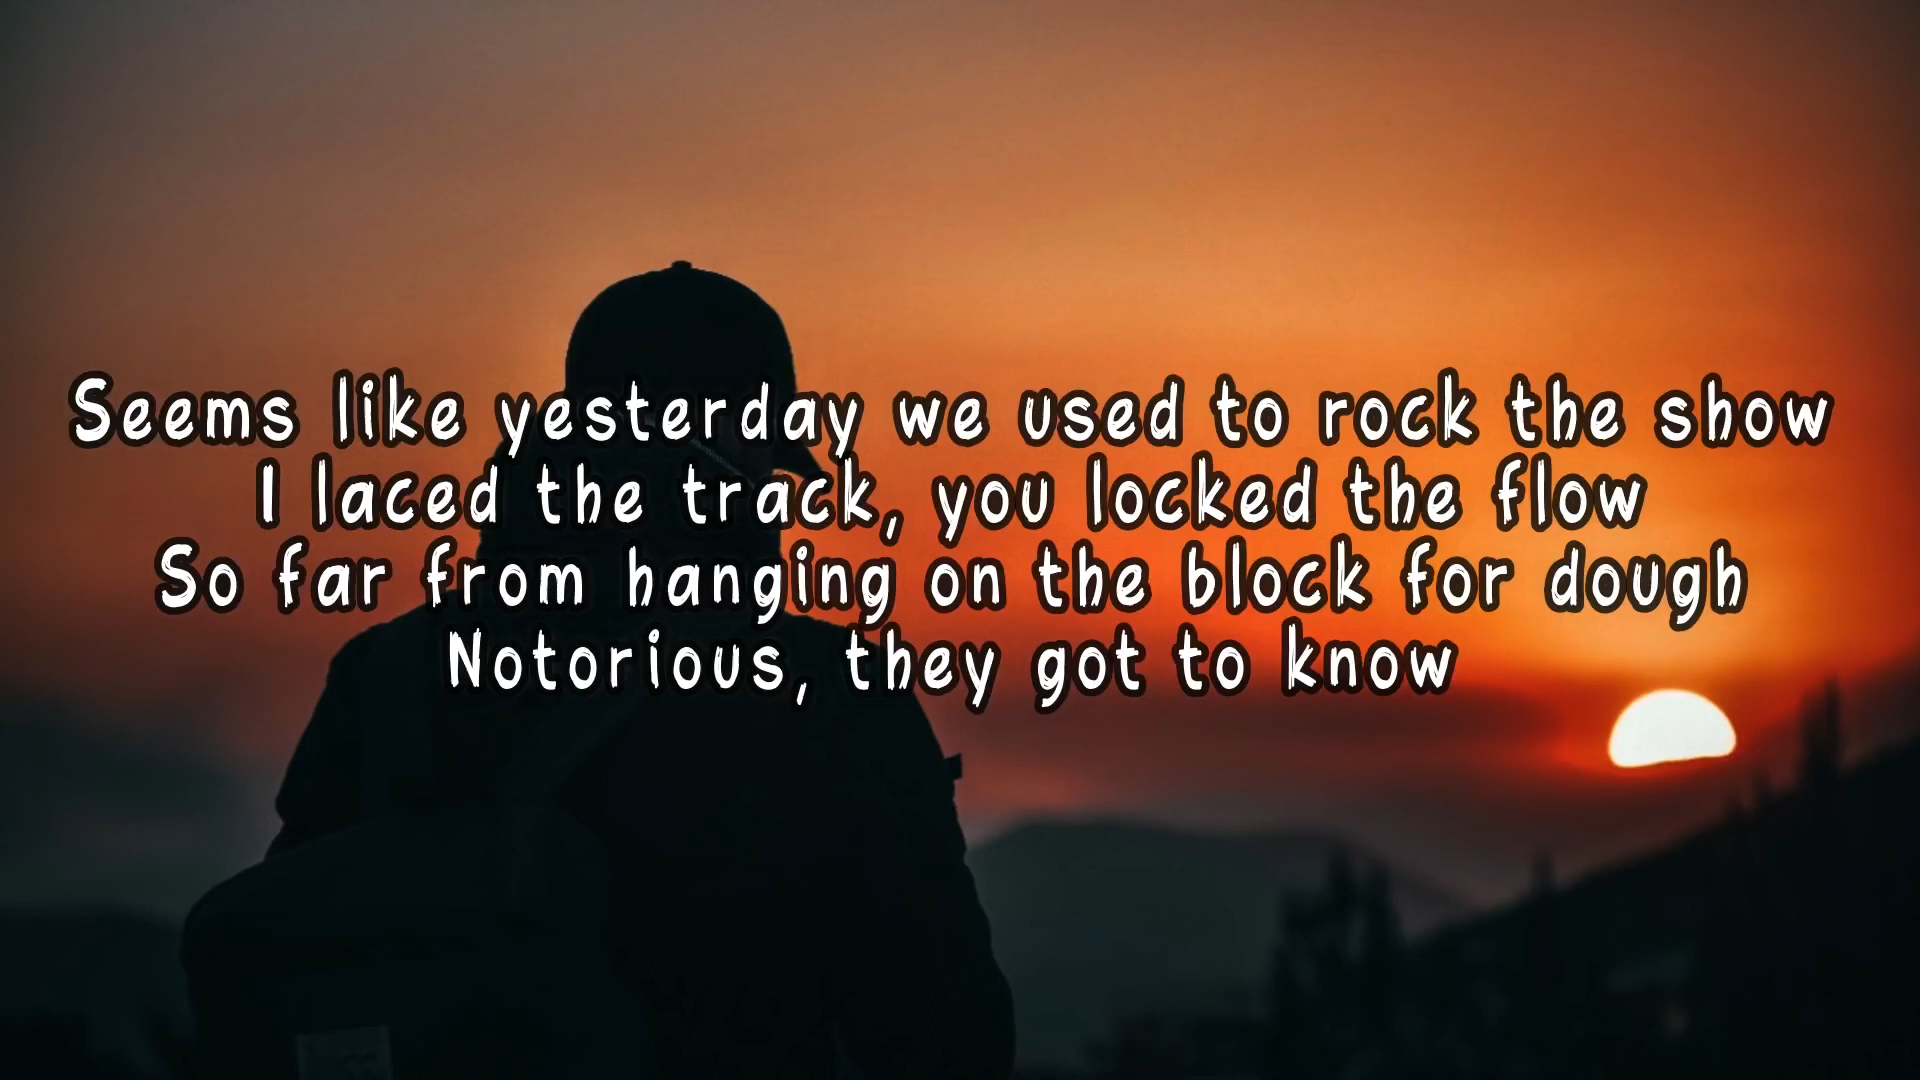 Seems like yesterday we used to rock the show
I laced the track, you locked the flow
So far from hanging on the block for dough
Notorious, they got to know